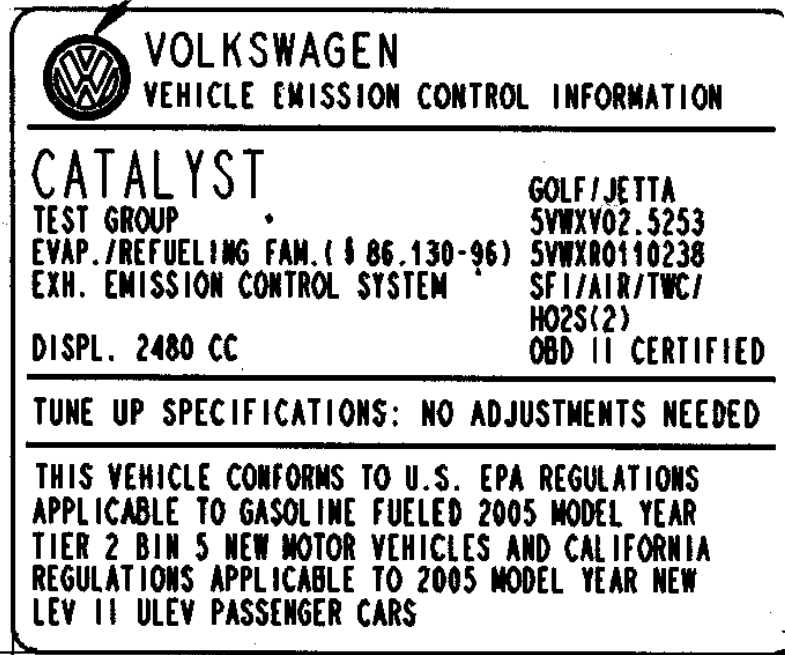 VOLKSWAGEN
VEHICLE EMISSION CONTROL INFORMATION
CATALYST GOLF/JETTA
TEST GROUP 5VWXV02.5253
EVAP./REFUELING FAM.(§ 86.130-96) 5VWXR0110238
EXH. EMISSION CONTROL SYSTEM SFI/AIR/TWC/
HO2S(2)
DISPL. 2480 CC OBD II CERTIFIED
TUNE UP SPECIFICATIONS: NO ADJUSTMENTS NEEDED
THIS VEHICLE CONFORMS TO U.S. EPA REGULATIONS
APPLICABLE TO GASOLINE FUELED 2005 MODEL YEAR
TIER 2 BIN 5 NEW MOTOR VEHICLES AND CALIFORNIA
REGULATIONS APPLICABLE TO 2005 MODEL YEAR NEW
LEV II ULEV PASSENGER CARS